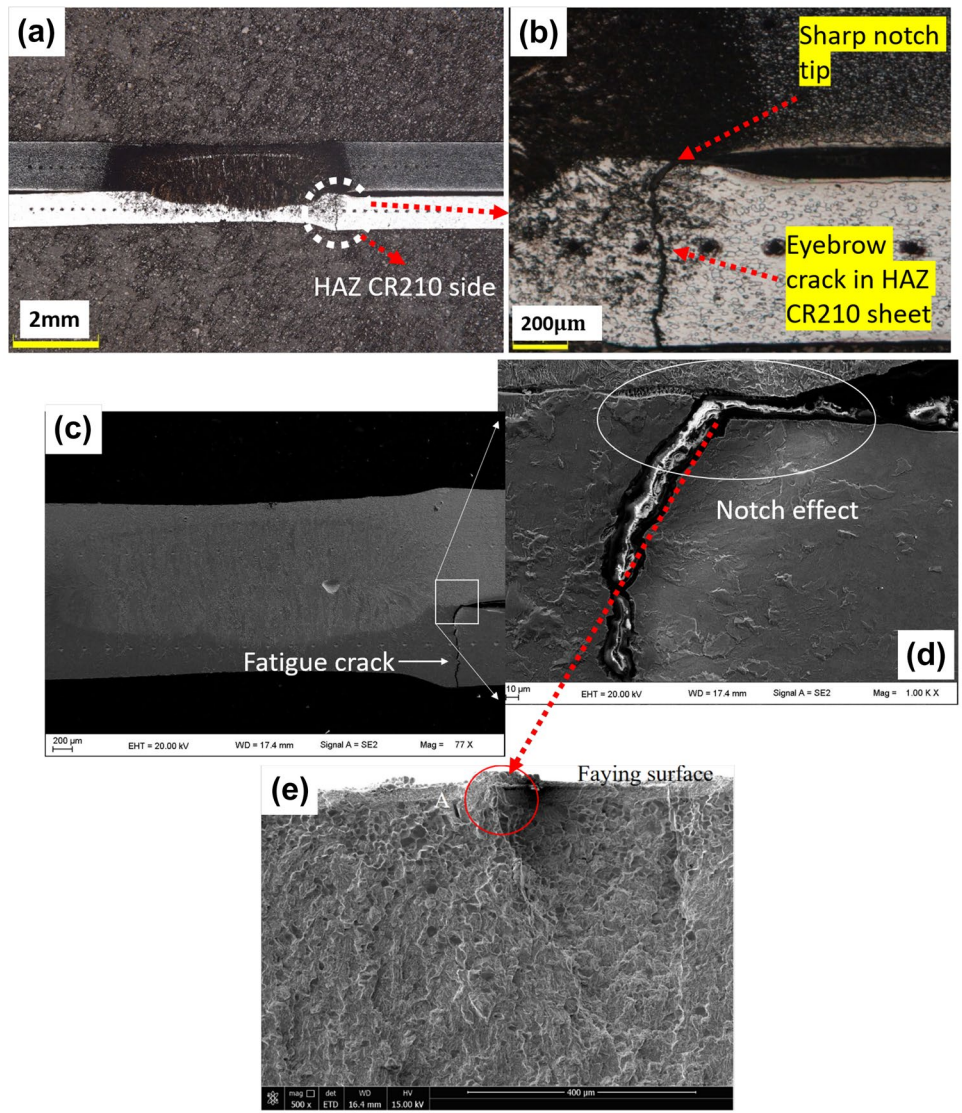 (a)
HAZ CR210 side
2mm
(b)
Sharp notch
tip
Eyebrow
crack in HAZ
CR210 sheet
200μm
(c)
Fatigue crack
200 μm
EHT = 20.00 kV
WD = 17.4 mm
Signal A = SE2
Mag = 77 X
Notch effect
(d)
10 μm
EHT = 20.00 kV
WD = 17.4 mm
Signal A = SE2
Mag = 1.00 K X
(e)
Faying surface
A
mag
det
WD
HV
400 μm
500 x
ETD
16.4 mm
15.00 kV